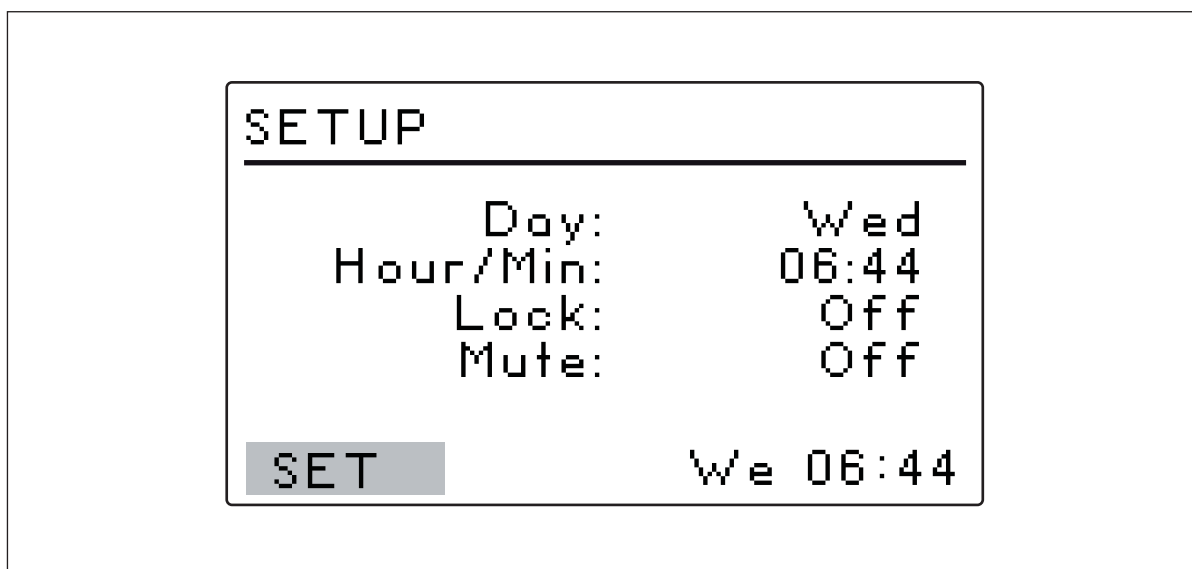 SETUP
Day: Wed
Hour/Min: 06:44
Lock: Off
Mute: Off
SET We 06:44